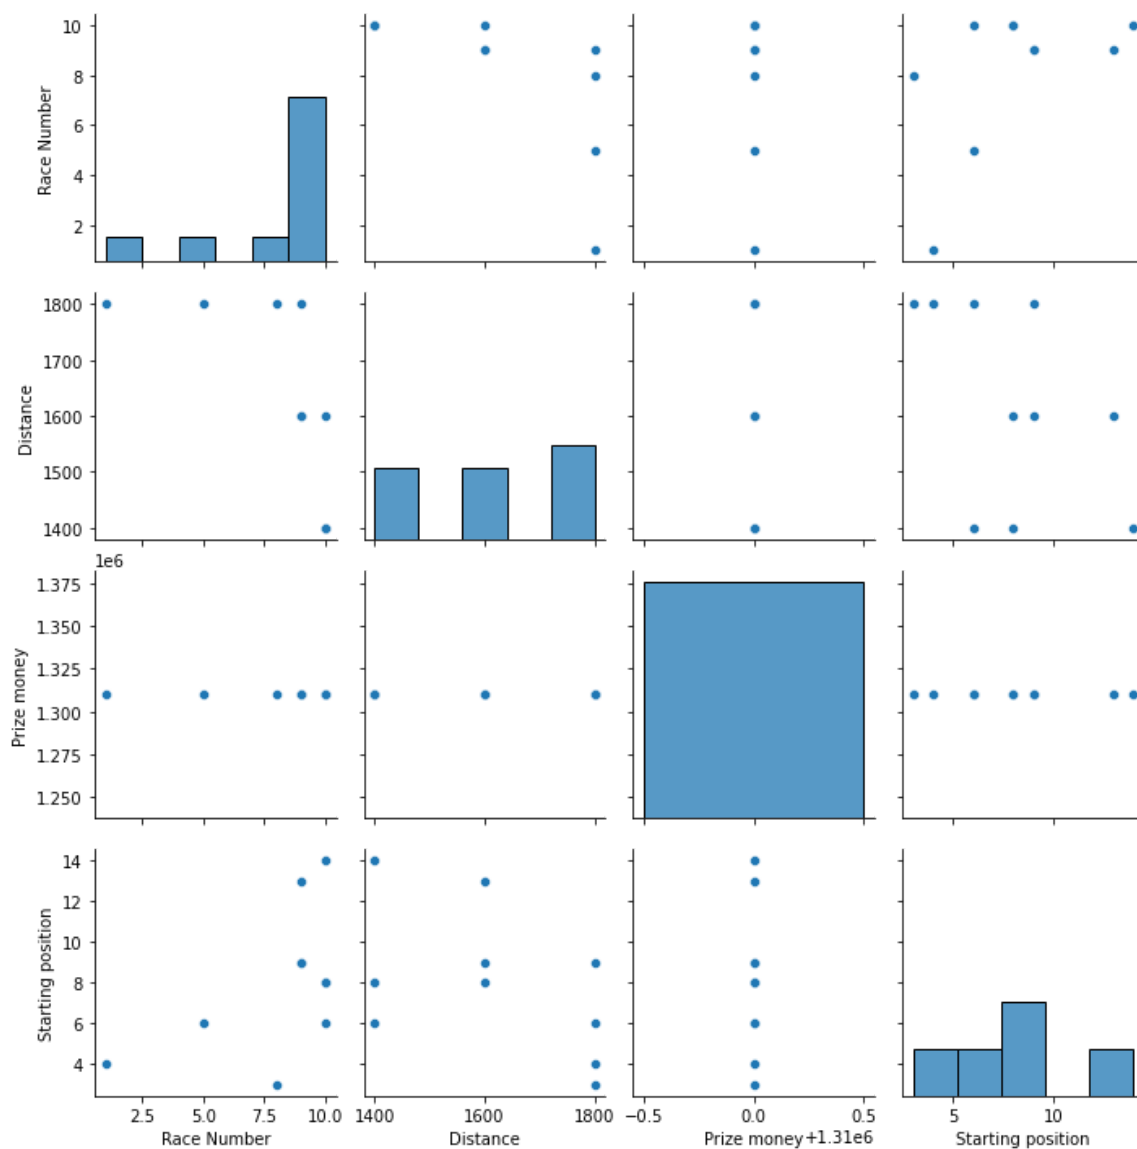 10
8
6
4
2
Race Number
1800
1700
1600
1500
1400
Distance
1e6
1.375
1.350
1.325
1.300
1.275
1.250
Prize money
14
12
10
8
6
4
Starting position
2.5 5.0 7.5 10.0
1400 1600 1800
−0.5 0.0 0.5
5 10
Race Number
Distance
Prize money +1.31e6
Starting position